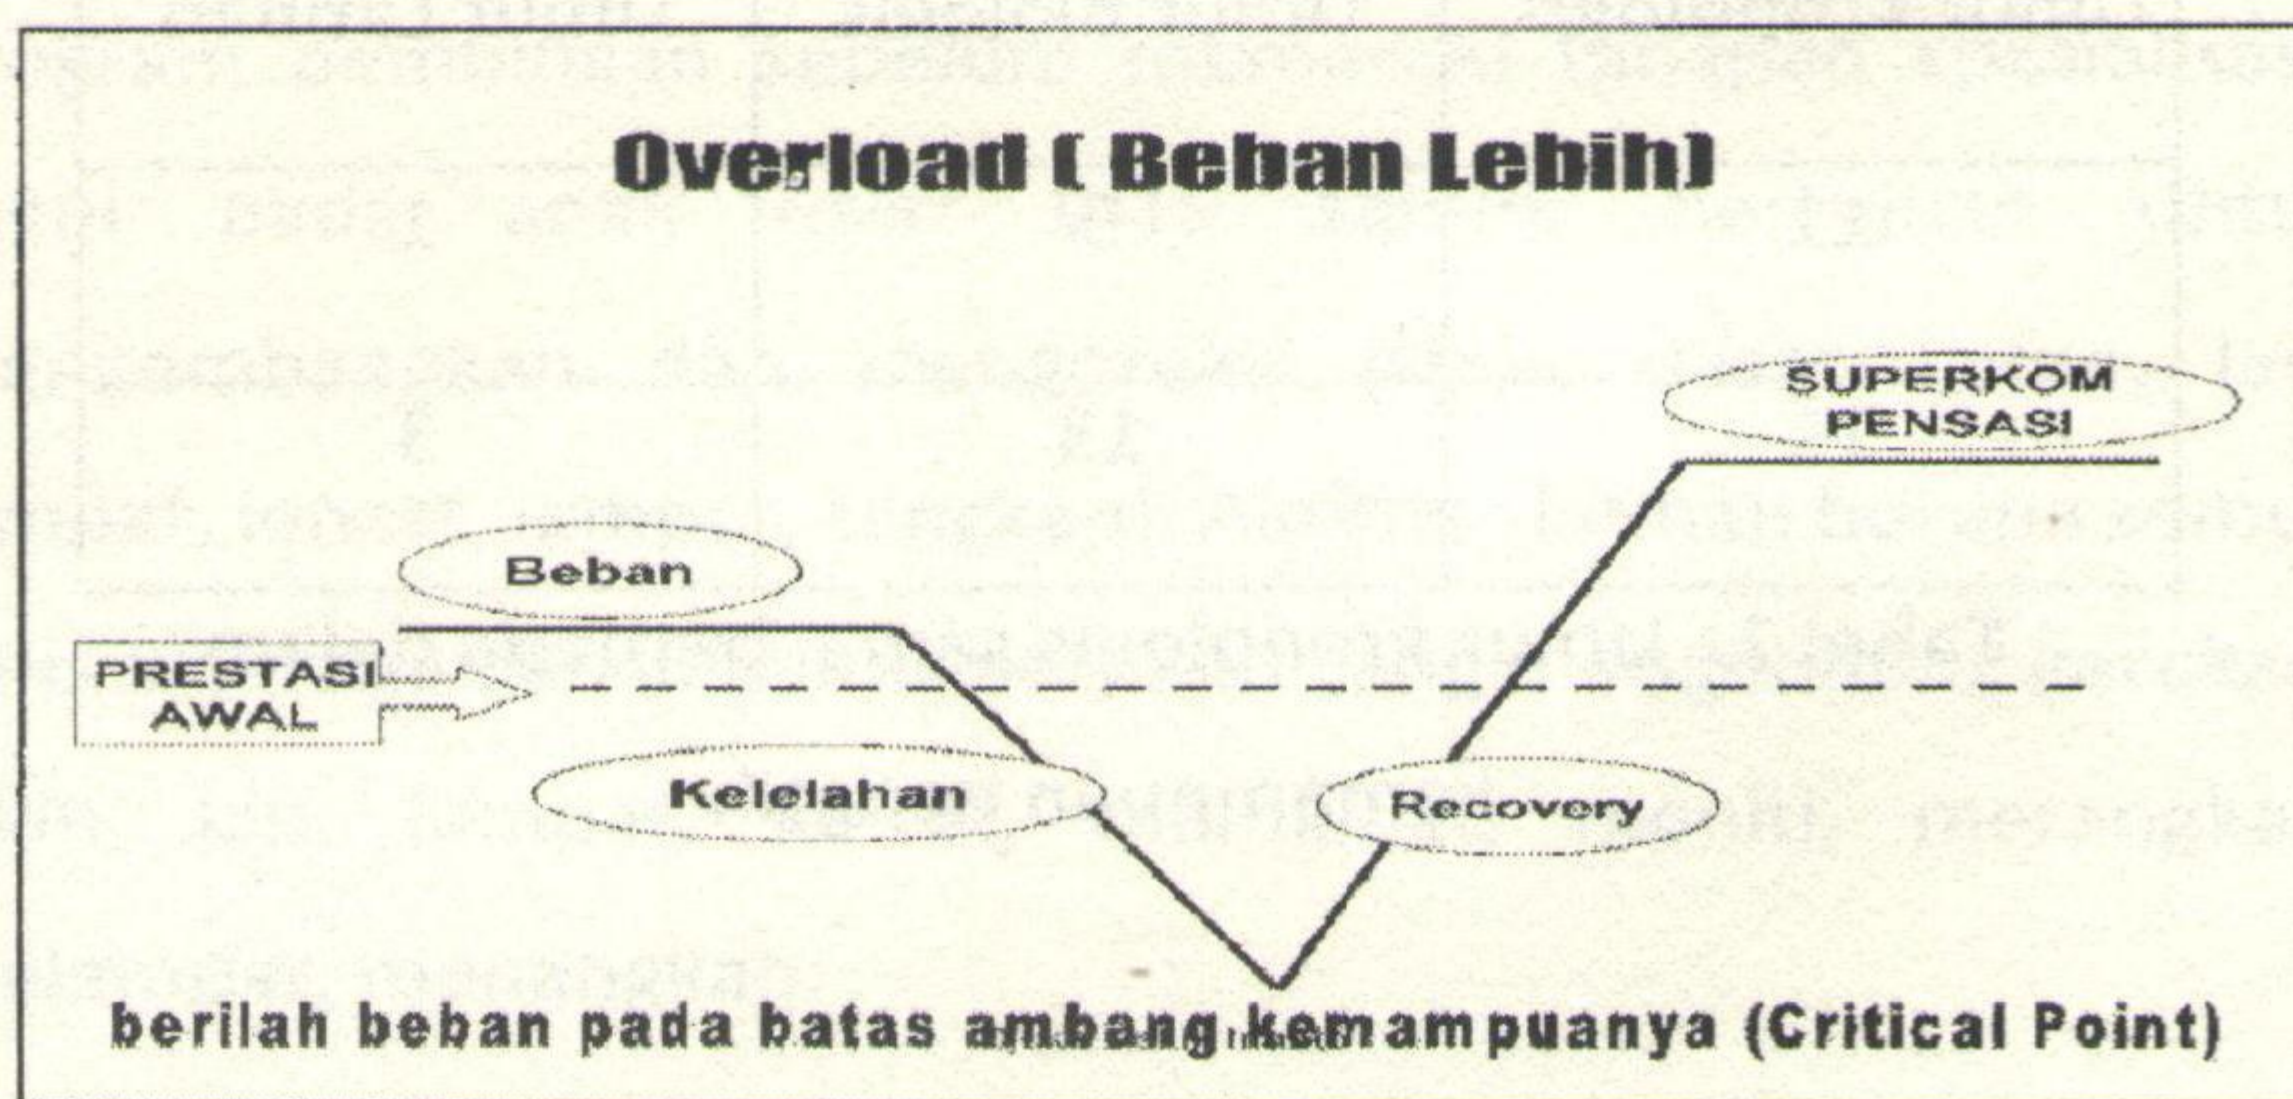 Overload ( Beban Lebih)
SUPERKOM
PENSASI
Beban
PRESTASI
AWAL
Kelelahan
Recovery
berilah beban pada batas ambang kemampuanya (Critical Point)